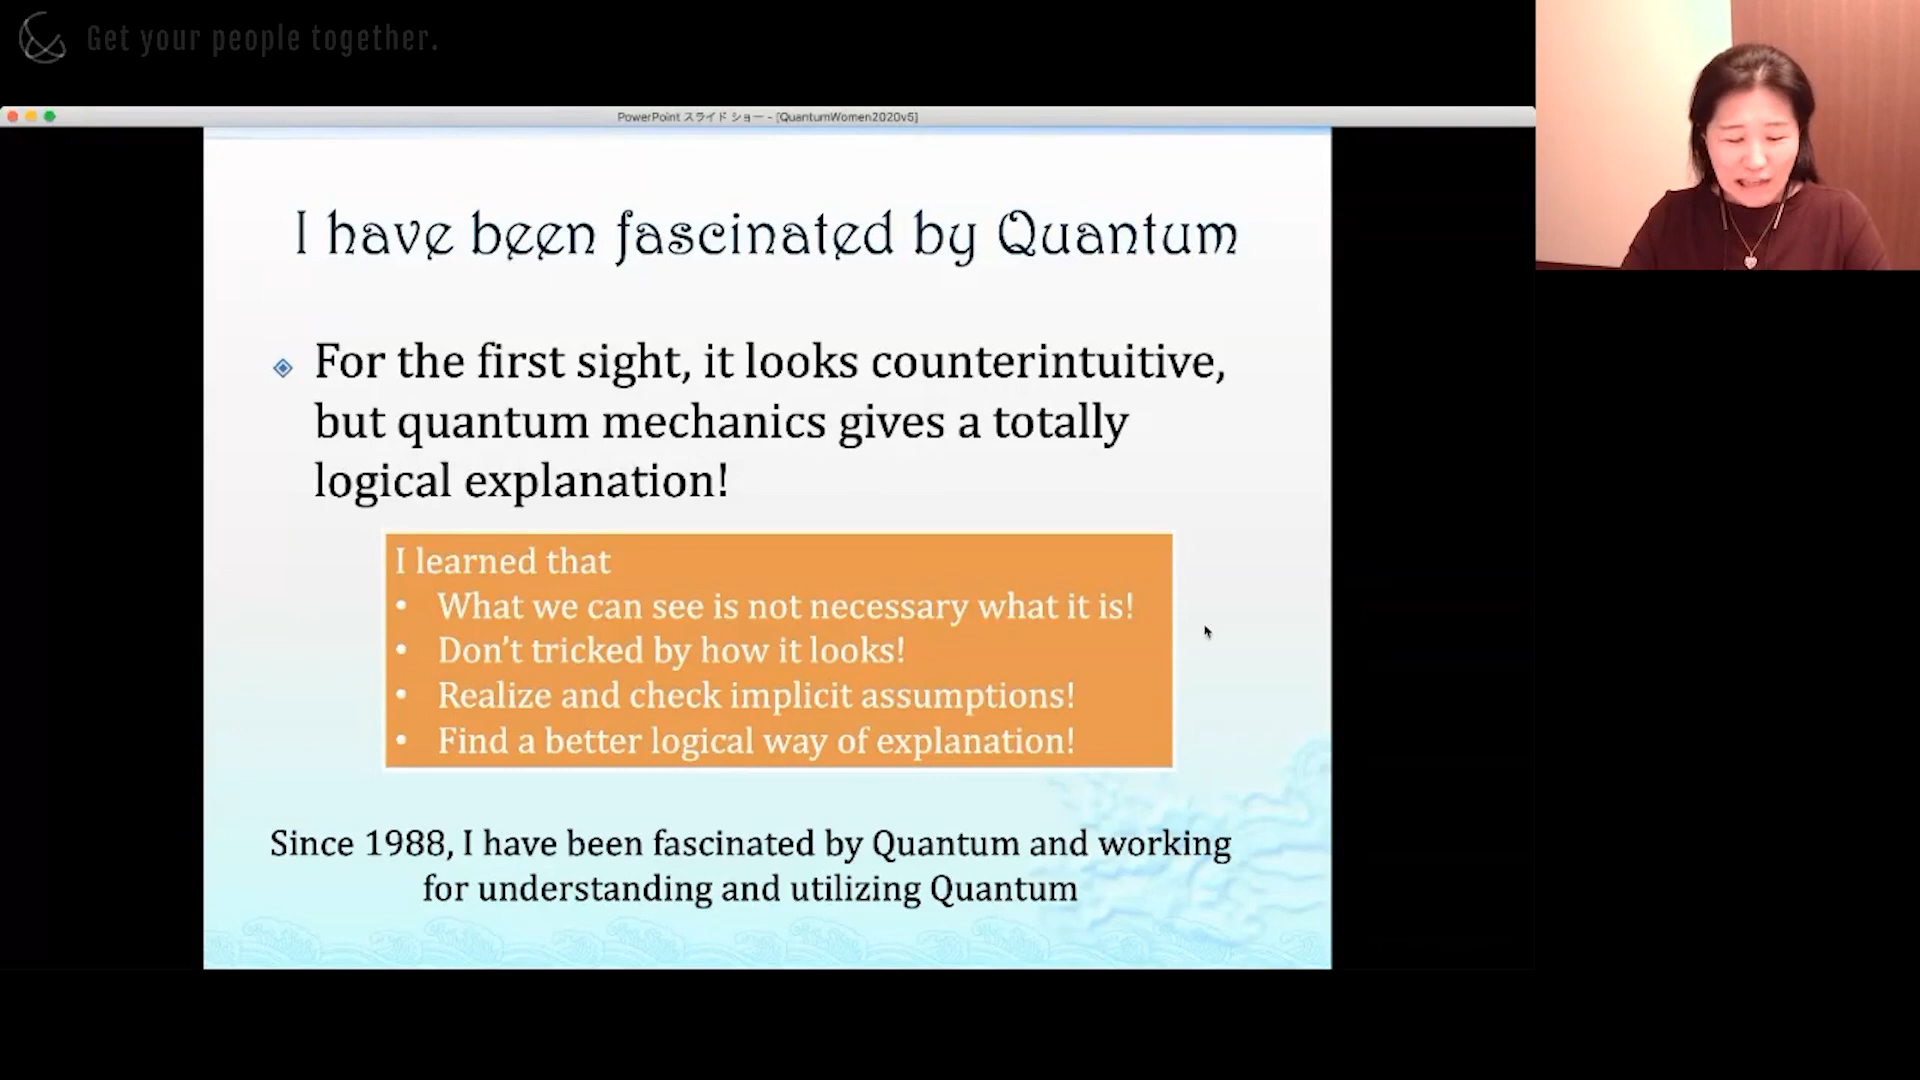 Get your people together.
PowerPoint スライド ショー - [QuantumWomen2020v5]
I have been fascinated by Quantum
For the first sight, it looks counterintuitive,
but quantum mechanics gives a totally
logical explanation!
I learned that
• What we can see is not necessary what it is!
• Don't tricked by how it looks!
• Realize and check implicit assumptions!
• Find a better logical way of explanation!
Since 1988, I have been fascinated by Quantum and working
for understanding and utilizing Quantum